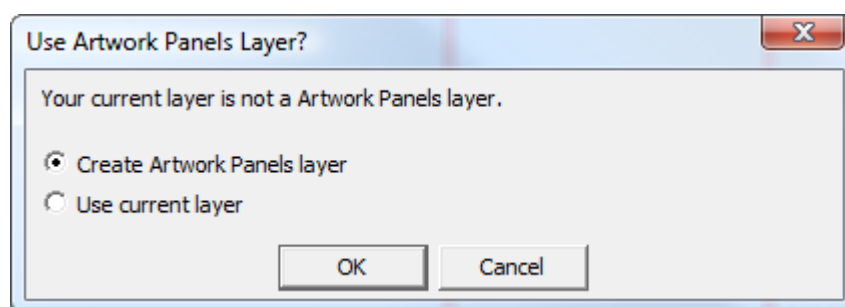 Use Artwork Panels Layer?
Your current layer is not a Artwork Panels layer.
Create Artwork Panels layer
Use current layer
OK Cancel